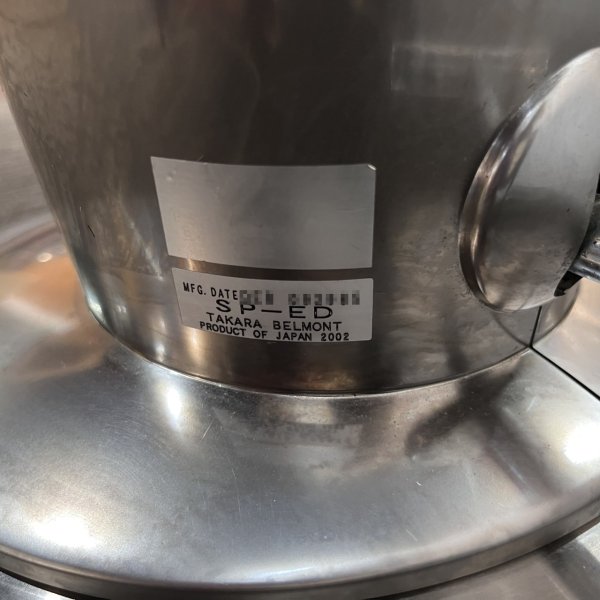 MFG. DATE
SP-ED
TAKARA BELMONT
PRODUCT OF JAPAN 2002